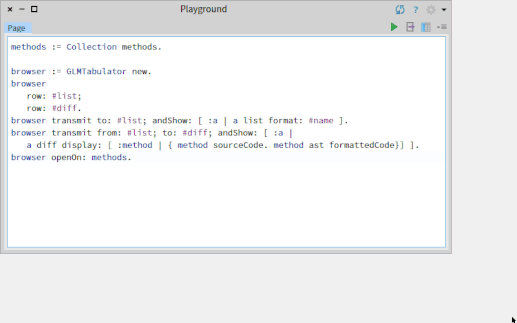 Playground
?
Page
methods := Collection methods.
browser := GLMTabulator new.
browser
row: #list;
row: #diff.
browser transmit to: #list; andShow: [ :a | a list format: #name ].
browser transmit from: #list; to: #diff; andShow: [ :a |
a diff display: [ :method | { method sourceCode. method ast formattedCode}] ].
browser openOn: methods.